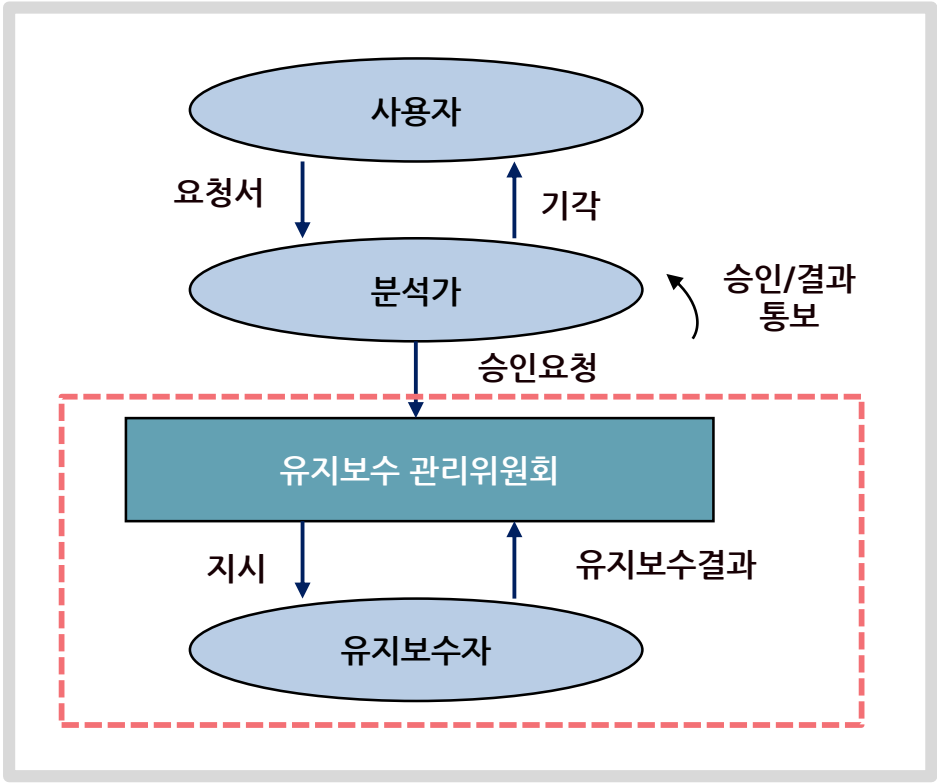 사용자
요청서
기각
분석가
승인/결과
통보
승인요청
유지보수 관리위원회
지시
유지보수결과
유지보수자